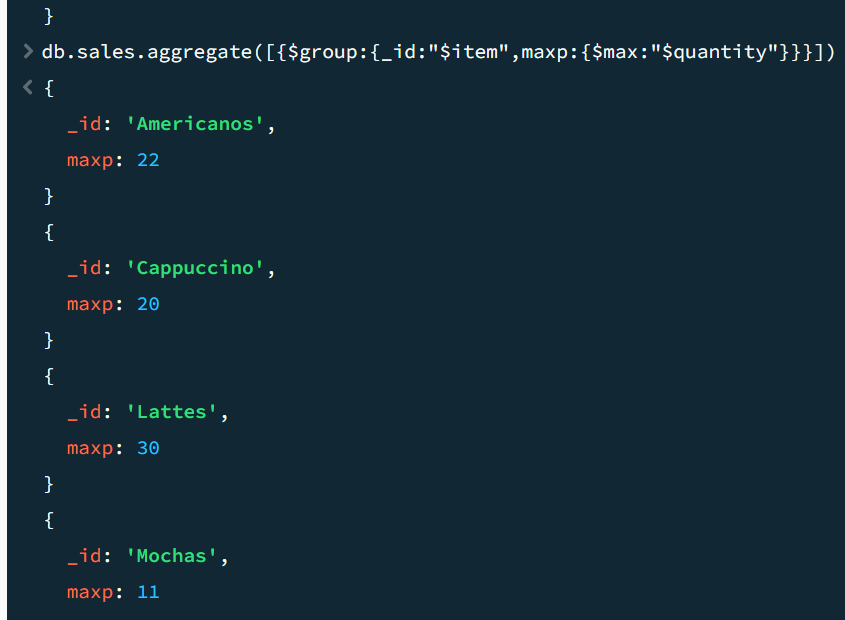 }
> db.sales.aggregate([{$group:{_id:"$item",maxp:{$max:"$quantity"}}}])
< {
_id: 'Americanos',
maxp: 22
}
{
_id: 'Cappuccino',
maxp: 20
}
{
_id: 'Lattes',
maxp: 30
}
{
_id: 'Mochas',
maxp: 11